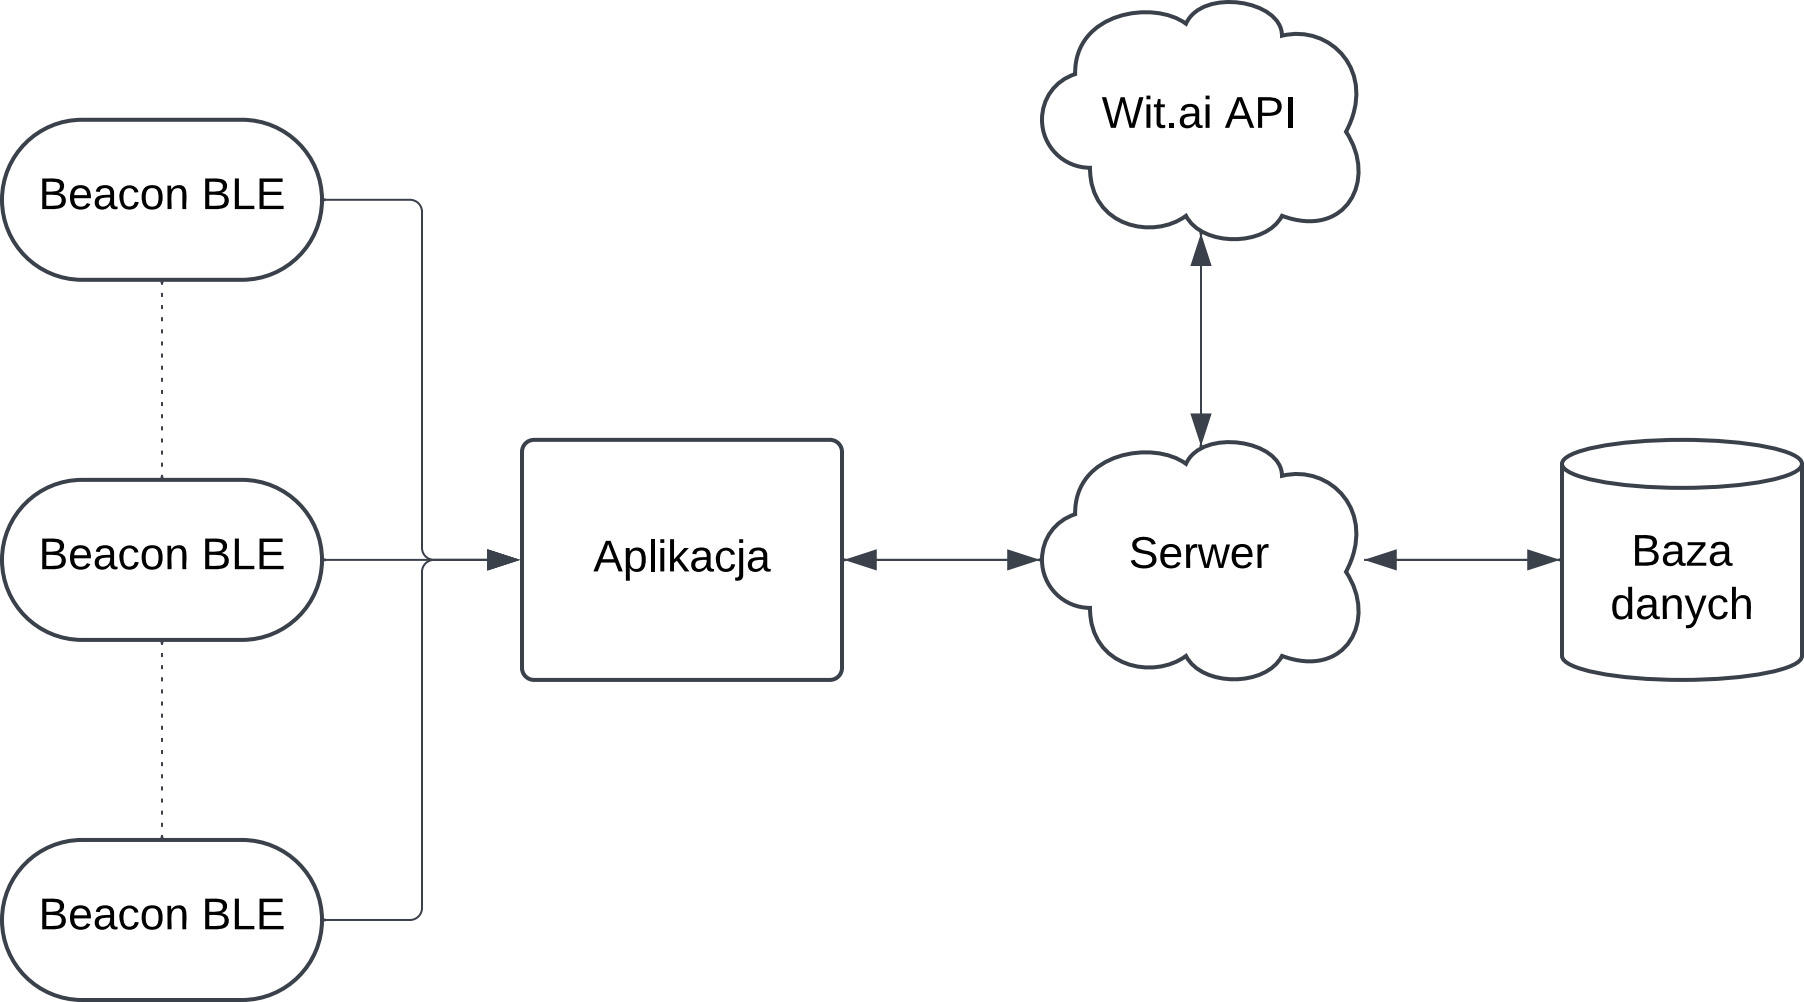 Wit.ai API
Beacon BLE
Beacon BLE
Aplikacja
Serwer
Baza
danych
Beacon BLE